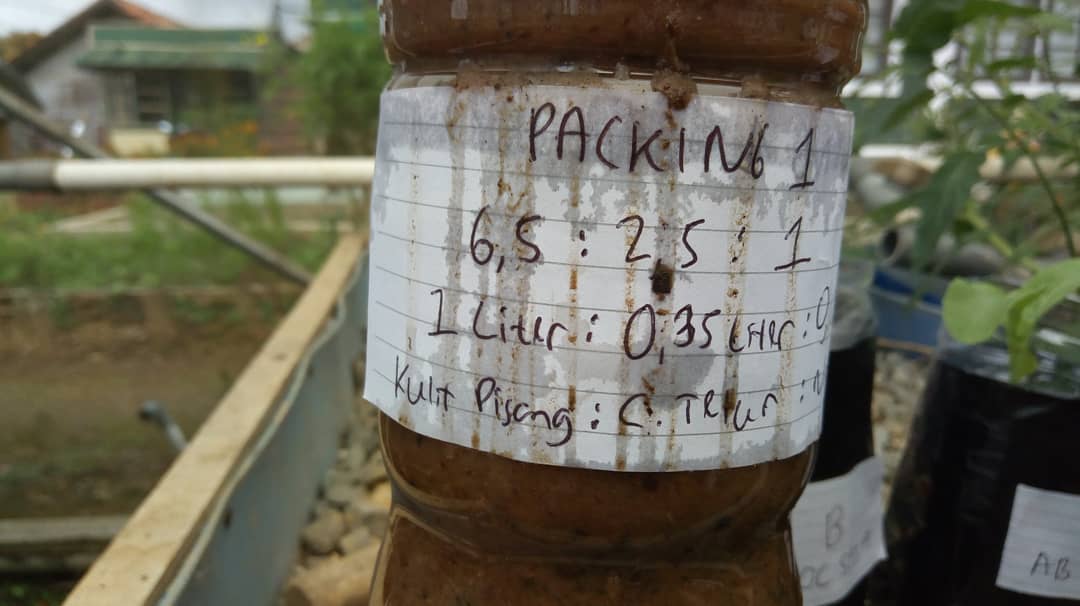 PACKING 1
6,5 : 2,5 : 1
1 Liter : 0,35 Liter : 0,
Kulit Pisang : C. Telur :
B
AB